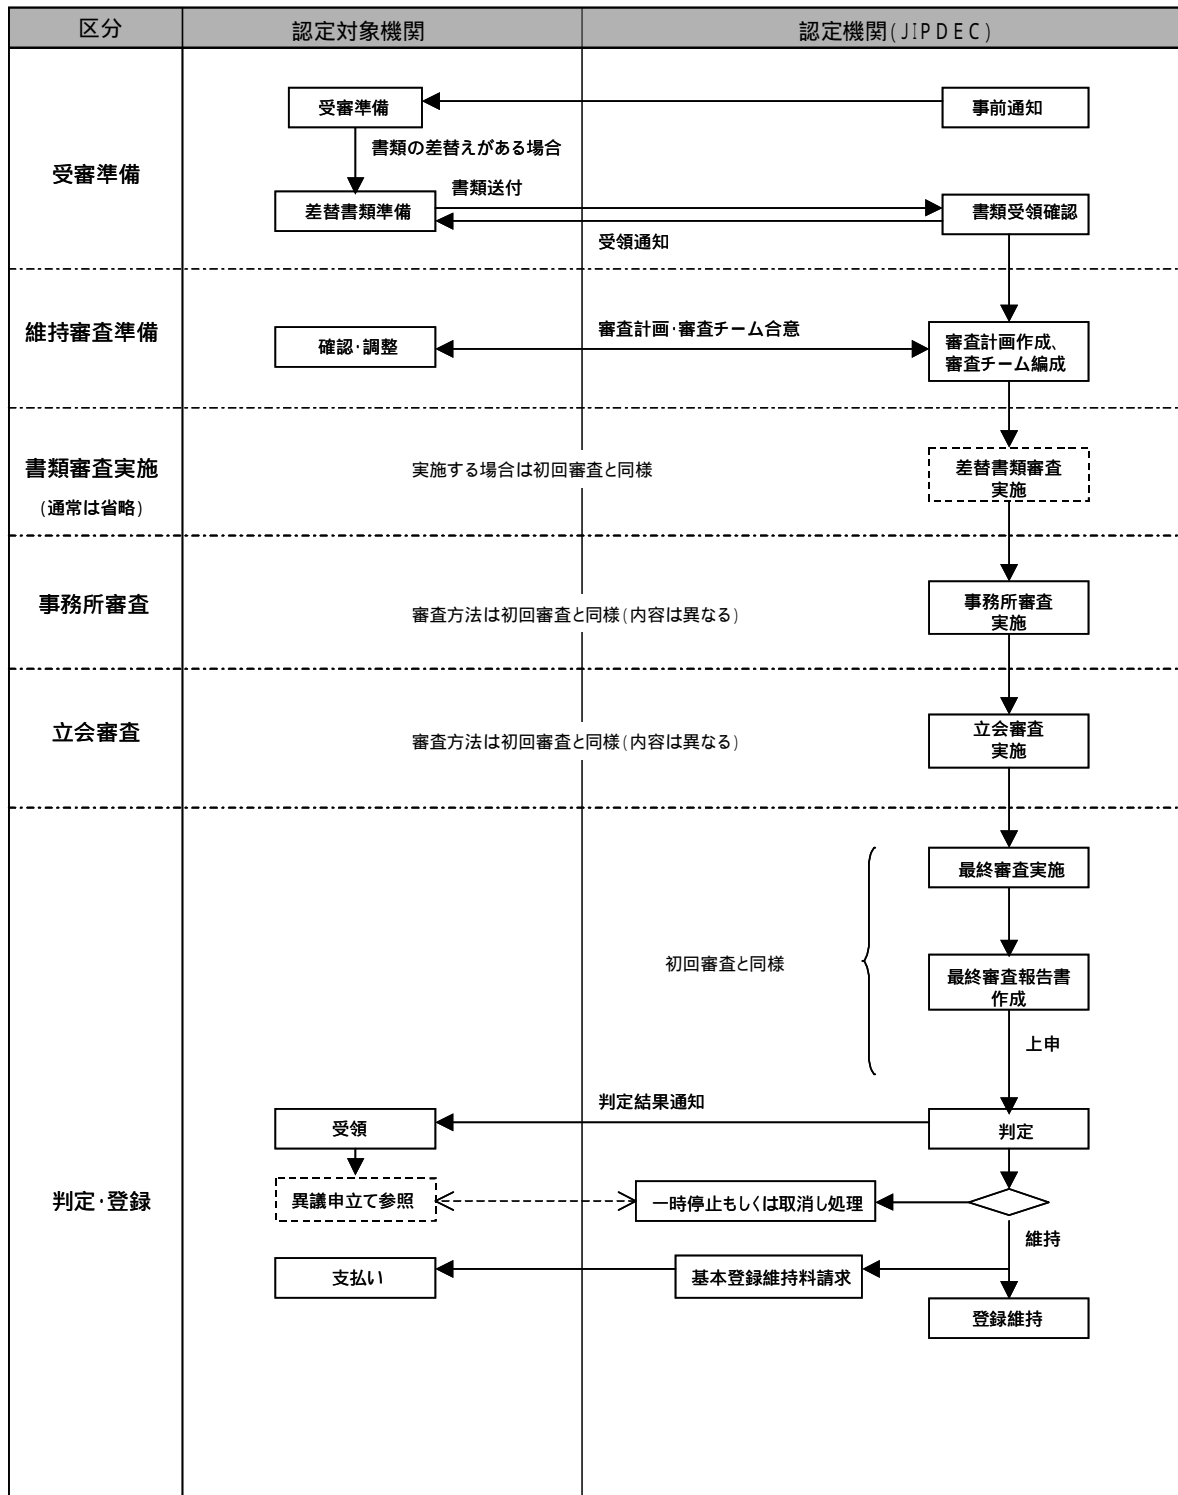 区分
認定対象機関
認定機関(JIPDEC)
受審準備
受審準備
事前通知
書類の差替えがある場合
差替書類準備
書類送付
書類受領確認
受領通知
維持審査準備
確認・調整
審査計画・審査チーム合意
審査計画作成、
審査チーム編成
書類審査実施
(通常は省略)
実施する場合は初回審査と同様
差替書類審査
実施
事務所審査
審査方法は初回審査と同様(内容は異なる)
事務所審査
実施
立会審査
審査方法は初回審査と同様(内容は異なる)
立会審査
実施
判定・登録
最終審査実施
初回審査と同様
最終審査報告書
作成
上申
判定結果通知
受領
判定
異議申立て参照
一時停止もしくは取消し処理
維持
支払い
基本登録維持料請求
登録維持